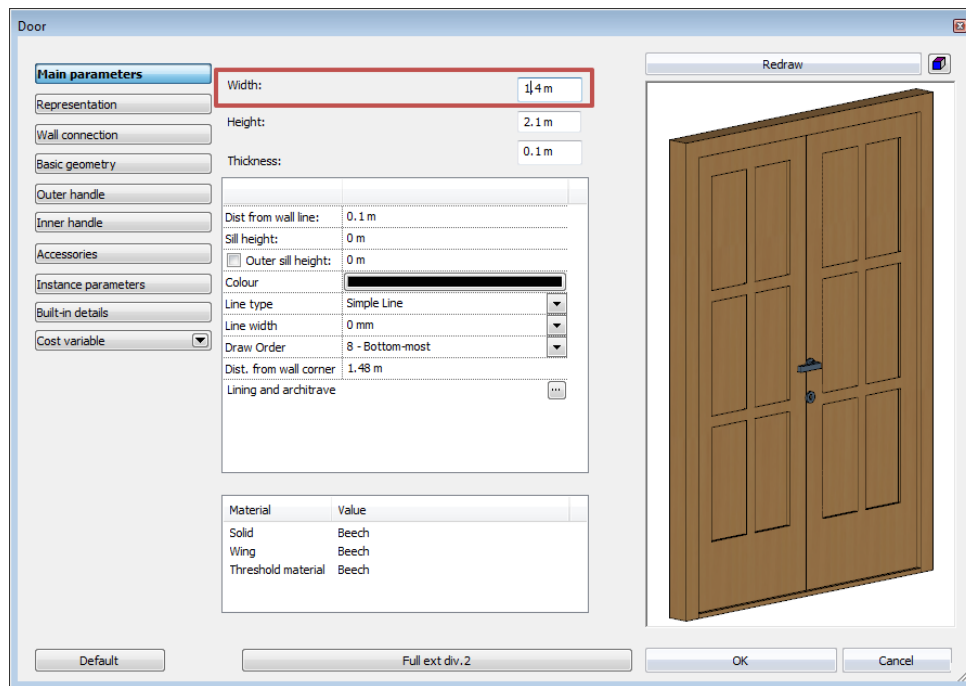 Door
Redraw
Main parameters
Representation
Wall connection
Basic geometry
Outer handle
Inner handle
Accessories
Instance parameters
Built-in details
Cost variable
Width: 1.4 m
Height: 2.1 m
Thickness: 0.1 m
Dist from wall line: 0.1 m
Sill height: 0 m
Outer sill height: 0 m
Colour
Line type Simple Line
Line width 0 mm
Draw Order 8 - Bottom-most
Dist. from wall corner 1.48 m
Lining and architrave ...
Material Value
Solid Beech
Wing Beech
Threshold material Beech
Default
Full ext div.2
OK
Cancel